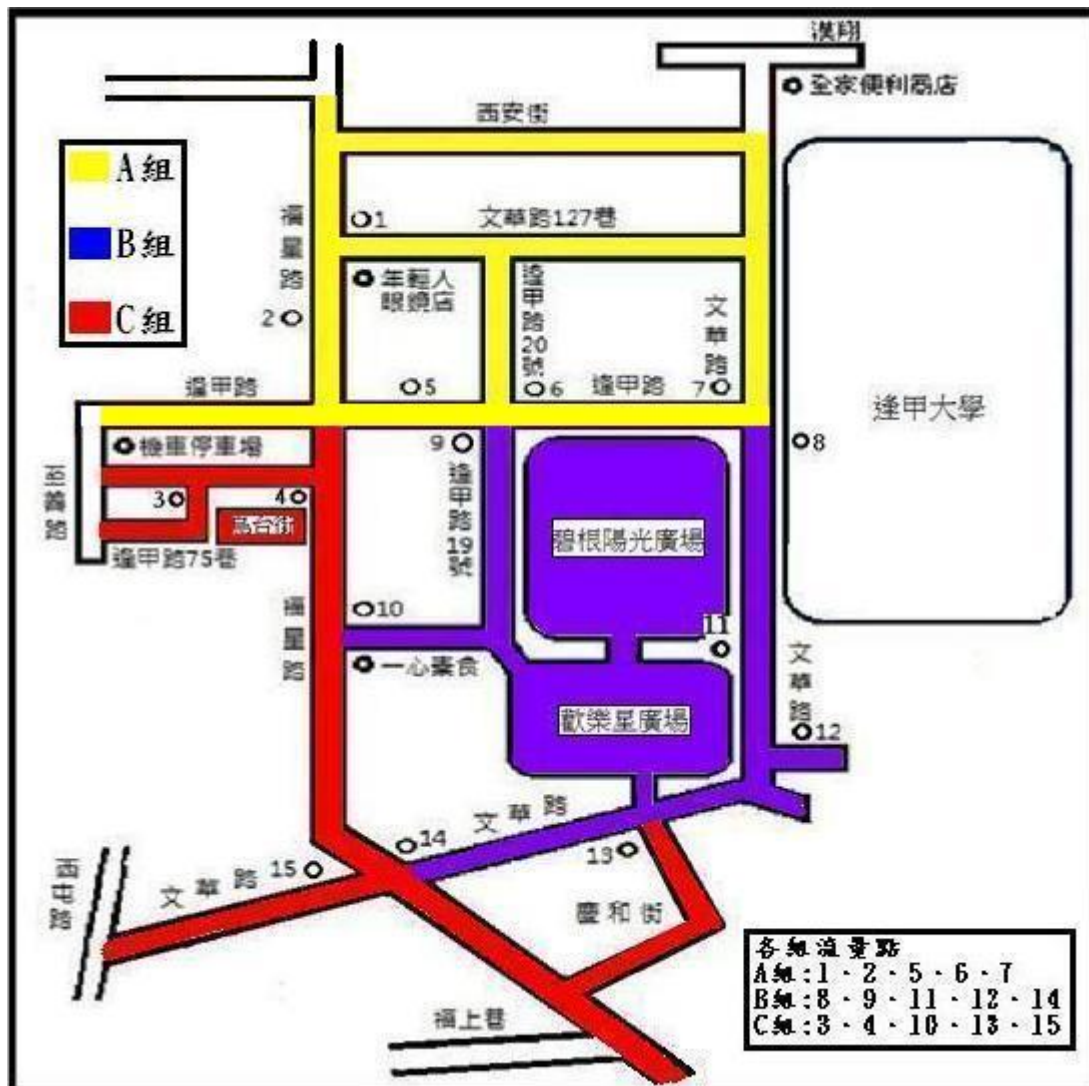 漢翔
全家便利商店
西安街
A組
B組
C組
福星路
1
文華路127巷
年輕人
眼鏡店
逢甲路20號
文華路
2
逢甲路
5
6
逢甲路
7
逢甲大學
機車停車場
9
8
至善路
3
4
逢甲路19號
碧根陽光廣場
逢甲路75巷
福星路
10
11
一心素食
文華路
歡樂星廣場
12
文華路
14
13
15
文華路
西屯路
慶和街
福上巷
各組流量點
A組:1、2、5、6、7
B組:8、9、11、12、14
C組:3、4、10、13、15